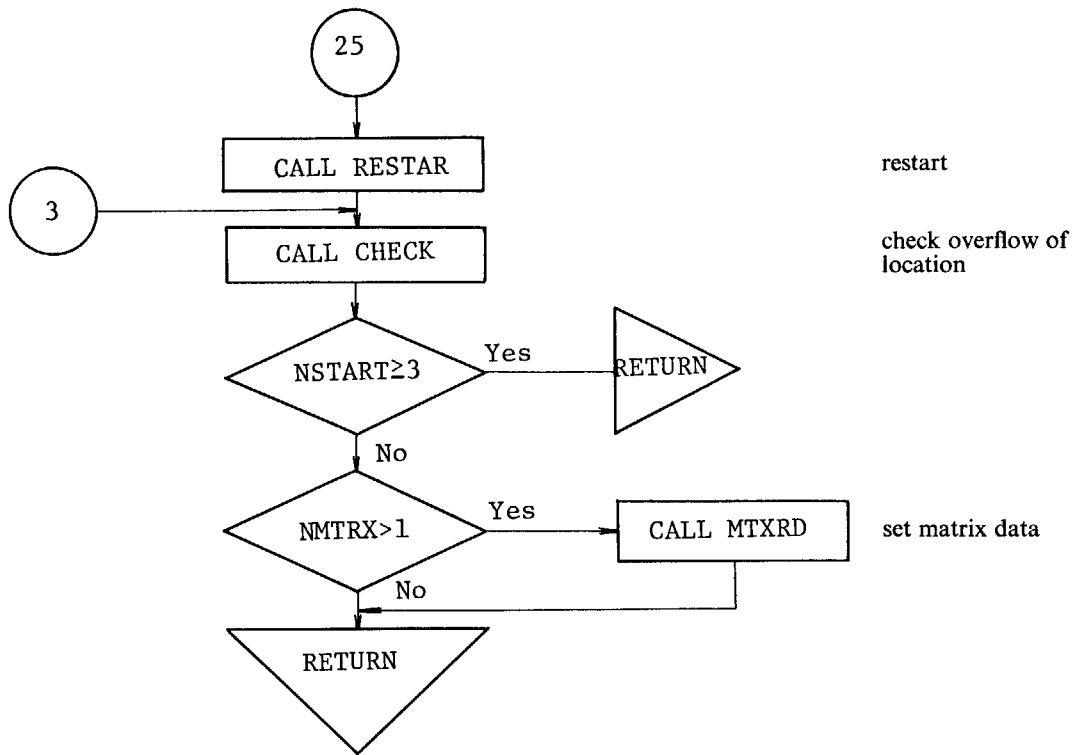 25
CALL RESTAR
restart
3
CALL CHECK
check overflow of
location
NSTART≥3
Yes
RETURN
No
NMTRX>1
Yes
CALL MTXRD
set matrix data
No
RETURN